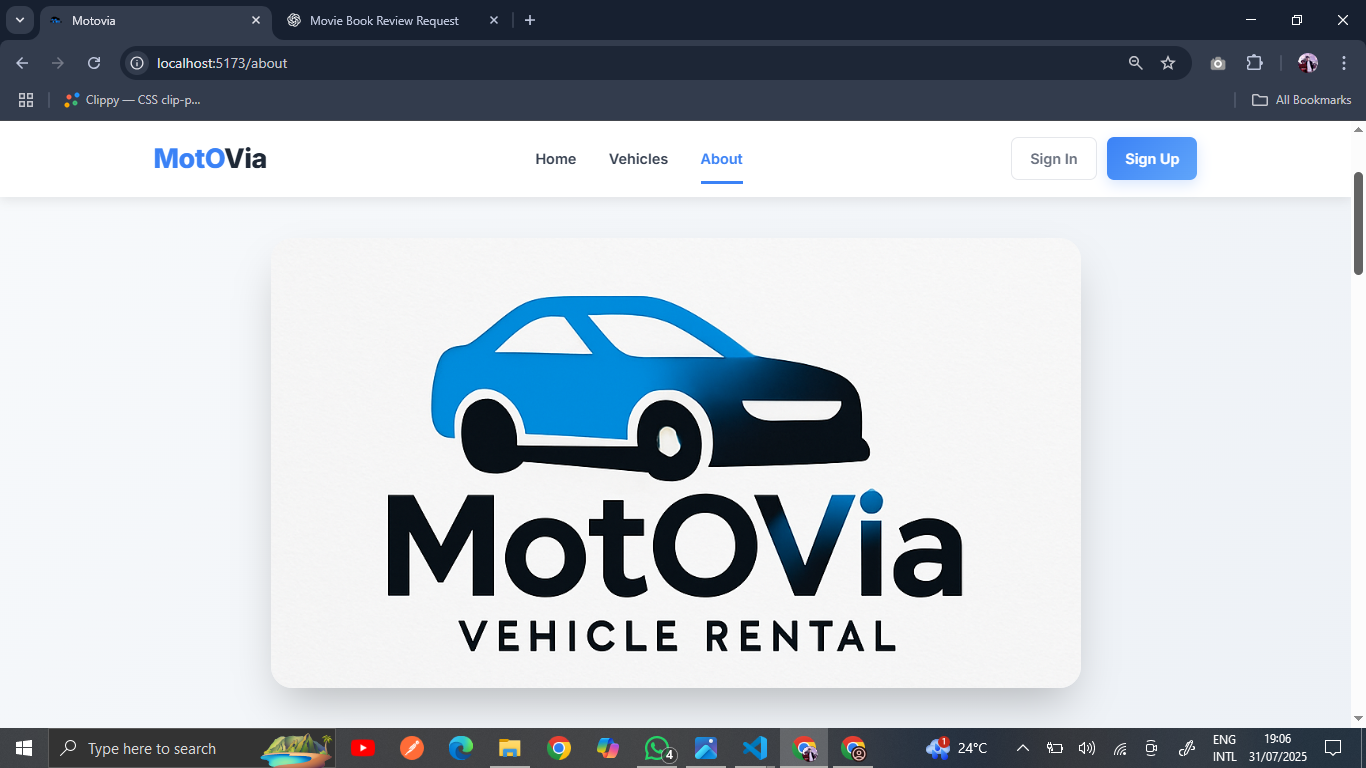 Motovia
Movie Book Review Request
localhost:5173/about
Clippy — CSS clip-p...
All Bookmarks
MotOVia
Home
Vehicles
About
Sign In
Sign Up
MotOVia
VEHICLE RENTAL
Type here to search
4
1
24°C
ENG
INTL
19:06
31/07/2025